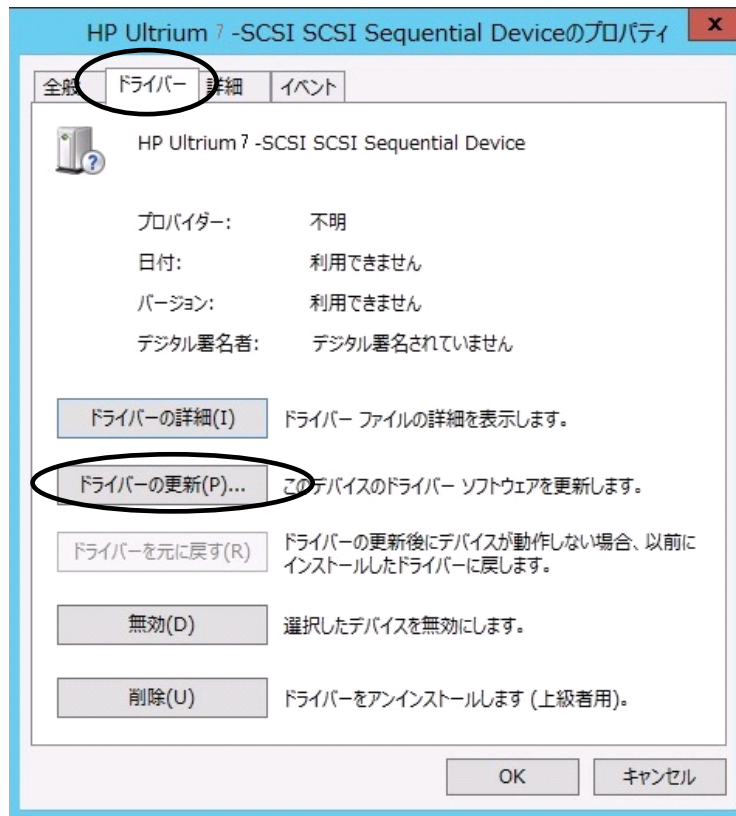 HP Ultrium 7 -SCSI SCSI Sequential Deviceのプロパティ
x
全般 ドライバー 詳細 イベント
HP Ultrium 7 -SCSI SCSI Sequential Device
プロバイダー: 不明
日付: 利用できません
バージョン: 利用できません
デジタル署名者: デジタル署名されていません
ドライバーの詳細(I) ドライバー ファイルの詳細を表示します。
ドライバーの更新(P)... このデバイスのドライバー ソフトウェアを更新します。
ドライバーを元に戻す(R) ドライバーの更新後にデバイスが動作しない場合、以前に
インストールしたドライバーに戻します。
無効(D) 選択したデバイスを無効にします。
削除(U) ドライバーをアンインストールします (上級者用)。
OK キャンセル